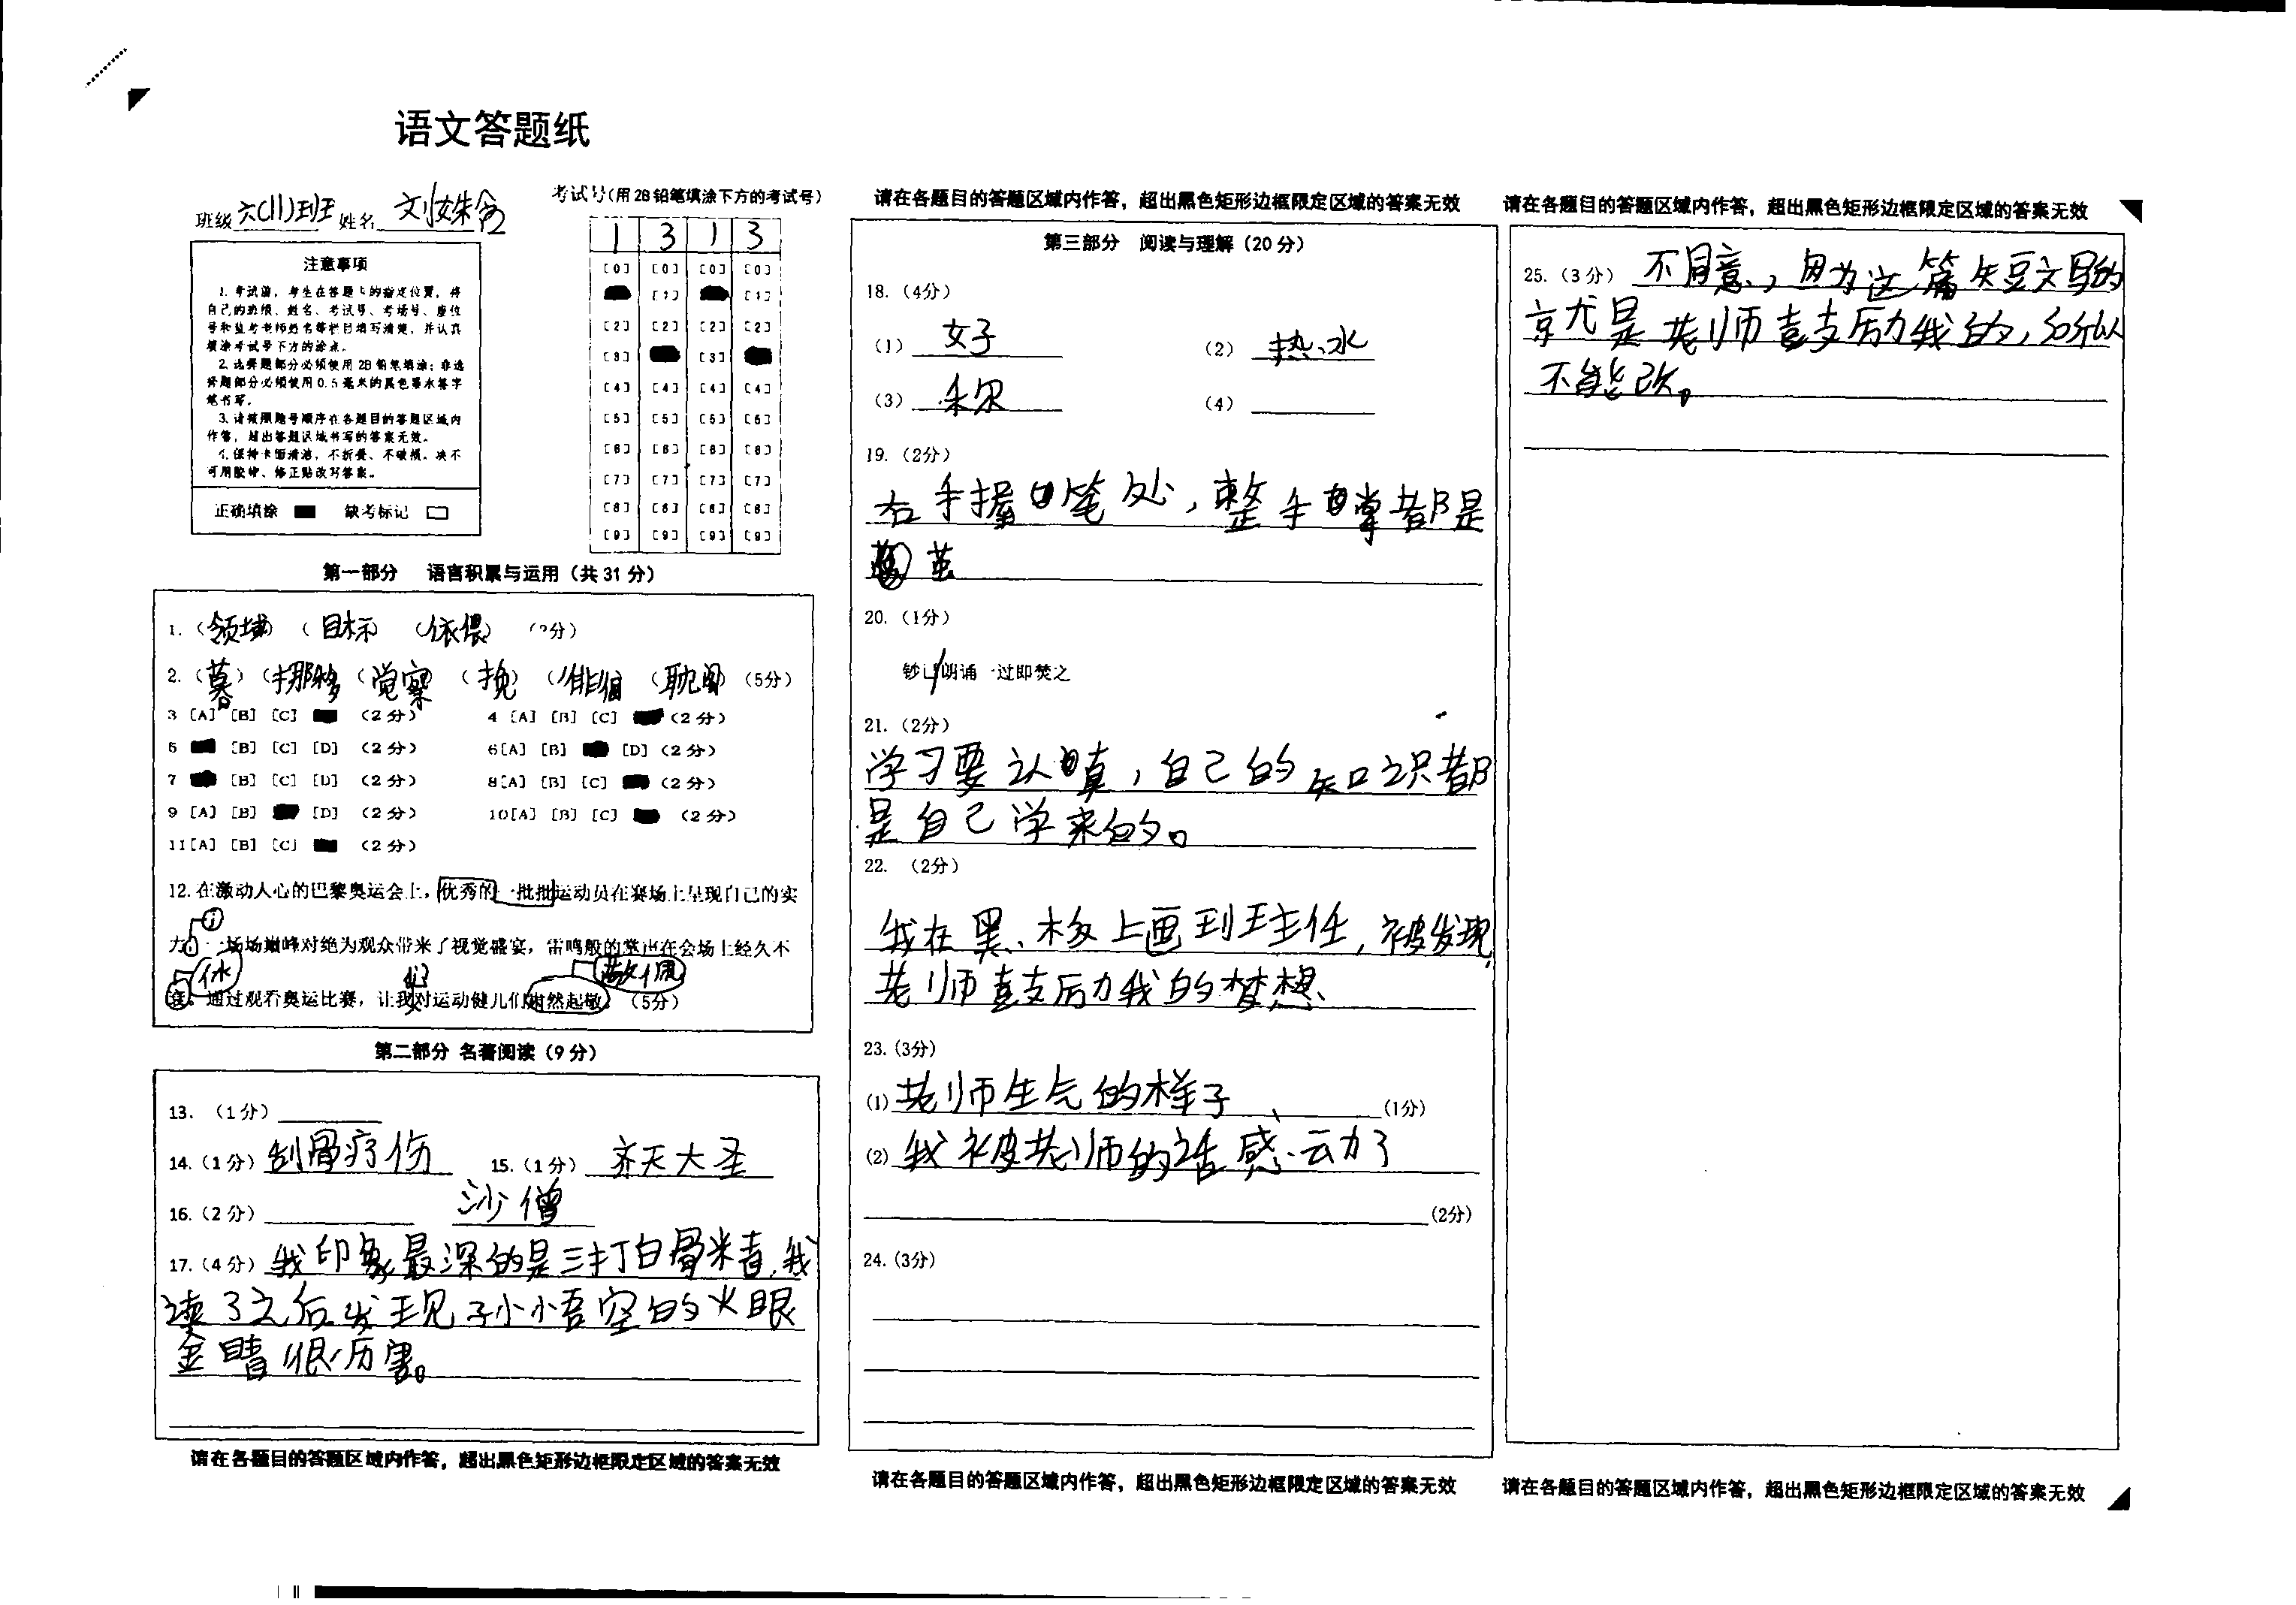 语文答题纸
班级 六(11)班 姓名
考试号(用2B铅笔填涂下方的考试号)
1 3 1 3
[0] [0] [0] [0]
[1] [1]
[2] [2] [2] [2]
[3] [3]
[4] [4] [4] [4]
[5] [5] [5] [5]
[6] [6] [6] [6]
[7] [7] [7] [7]
[8] [8] [8] [8]
[9] [9] [9] [9]
注意事项
1. 考试前，考生在答题卡的指定位置，将
自己的班级、姓名、考试号、考场号、座位
号和监考老师姓名等栏目填写清楚，并认真
填涂考试号下方的涂点。
2. 选择题部分必须使用 2B 铅笔填涂；非选
择题部分必须使用 0.5 毫米的黑色墨水签字
笔书写。
3. 请按照题号顺序在各题目的答题区域内
作答，超出答题区域书写的答案无效。
4. 保持卡面清洁，不折叠、不破损。决不
可用胶带、修正贴改写答案。
正确填涂 缺考标记
第一部分 语言积累与运用（共 31 分）
1.（领域）（目标）（依偎）
2.（暮）（挪移）（觉察）（挽）（徘徊）（耽阁）（5分）
3 [A] [B] [C] （2 分） 4 [A] [B] [C] （2 分）
5 [B] [C] [D] （2 分） 6 [A] [B] [D]（2 分）
7 [B] [C] [D] （2 分） 8 [A] [B] [C] （2 分）
9 [A] [B] [D] （2 分） 10 [A] [B] [C] （2 分）
11 [A] [B] [C] （2 分）
12. 在激动人心的巴黎奥运会上，优秀的一批批运动员在赛场上呈现自己的实
力。一场场巅峰对绝为观众带来了视觉盛宴，雷鸣般的掌声在会场上经久不
通过观看奥运比赛，让我对运动健儿们肃然起敬。（5分）
敬佩
第二部分 名著阅读（9 分）
13. （1 分）
14.（1 分）刮骨疗伤 15.（1 分）齐天大圣
16.（2 分） 沙僧
17.（4 分）我印象最深的是三打白骨精,我
读了之后发现孙悟空的火眼
金睛很厉害。
请在各题目的答题区域内作答，超出黑色矩形边框限定区域的答案无效
请在各题目的答题区域内作答，超出黑色矩形边框限定区域的答案无效
第三部分 阅读与理解（20 分）
18.（4分）
（1）女子 （2）热水
（3） （4）
19.（2分）
右手握笔处，整手掌都是
茧
20.（1分）
钞已朗诵一过即焚之
21.（2分）
学习要认真，自己的知识都
是自己学来的。
22. （2分）
我在黑板上画到班主任，被发现，
老师鼓励我的梦想
23.（3分）
(1) 老师生气的样子 (1分)
(2) 我被老师的话感动了
(2分)
24.（3分）
请在各题目的答题区域内作答，超出黑色矩形边框限定区域的答案无效
请在各题目的答题区域内作答，超出黑色矩形边框限定区域的答案无效
25.（3 分）不同意，因为这篇短文写的
就是老师鼓励我的，所以
不能改。
请在各题目的答题区域内作答，超出黑色矩形边框限定区域的答案无效